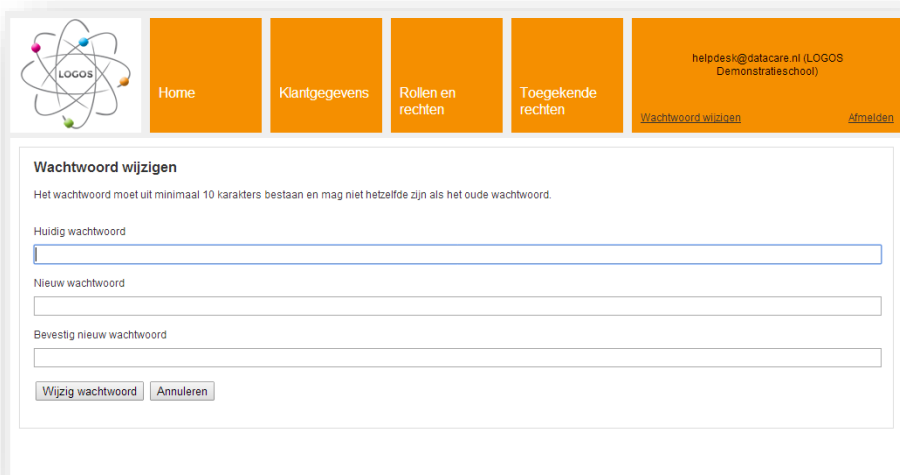 LOGOS
Home
Klantgegevens
Rollen en
rechten
Toegekende
rechten
helpdesk@datacare.nl (LOGOS
Demonstratieschool)
Wachtwoord wijzigen
Afmelden
Wachtwoord wijzigen
Het wachtwoord moet uit minimaal 10 karakters bestaan en mag niet hetzelfde zijn als het oude wachtwoord.
Huidig wachtwoord
Nieuw wachtwoord
Bevestig nieuw wachtwoord
Wijzig wachtwoord
Annuleren